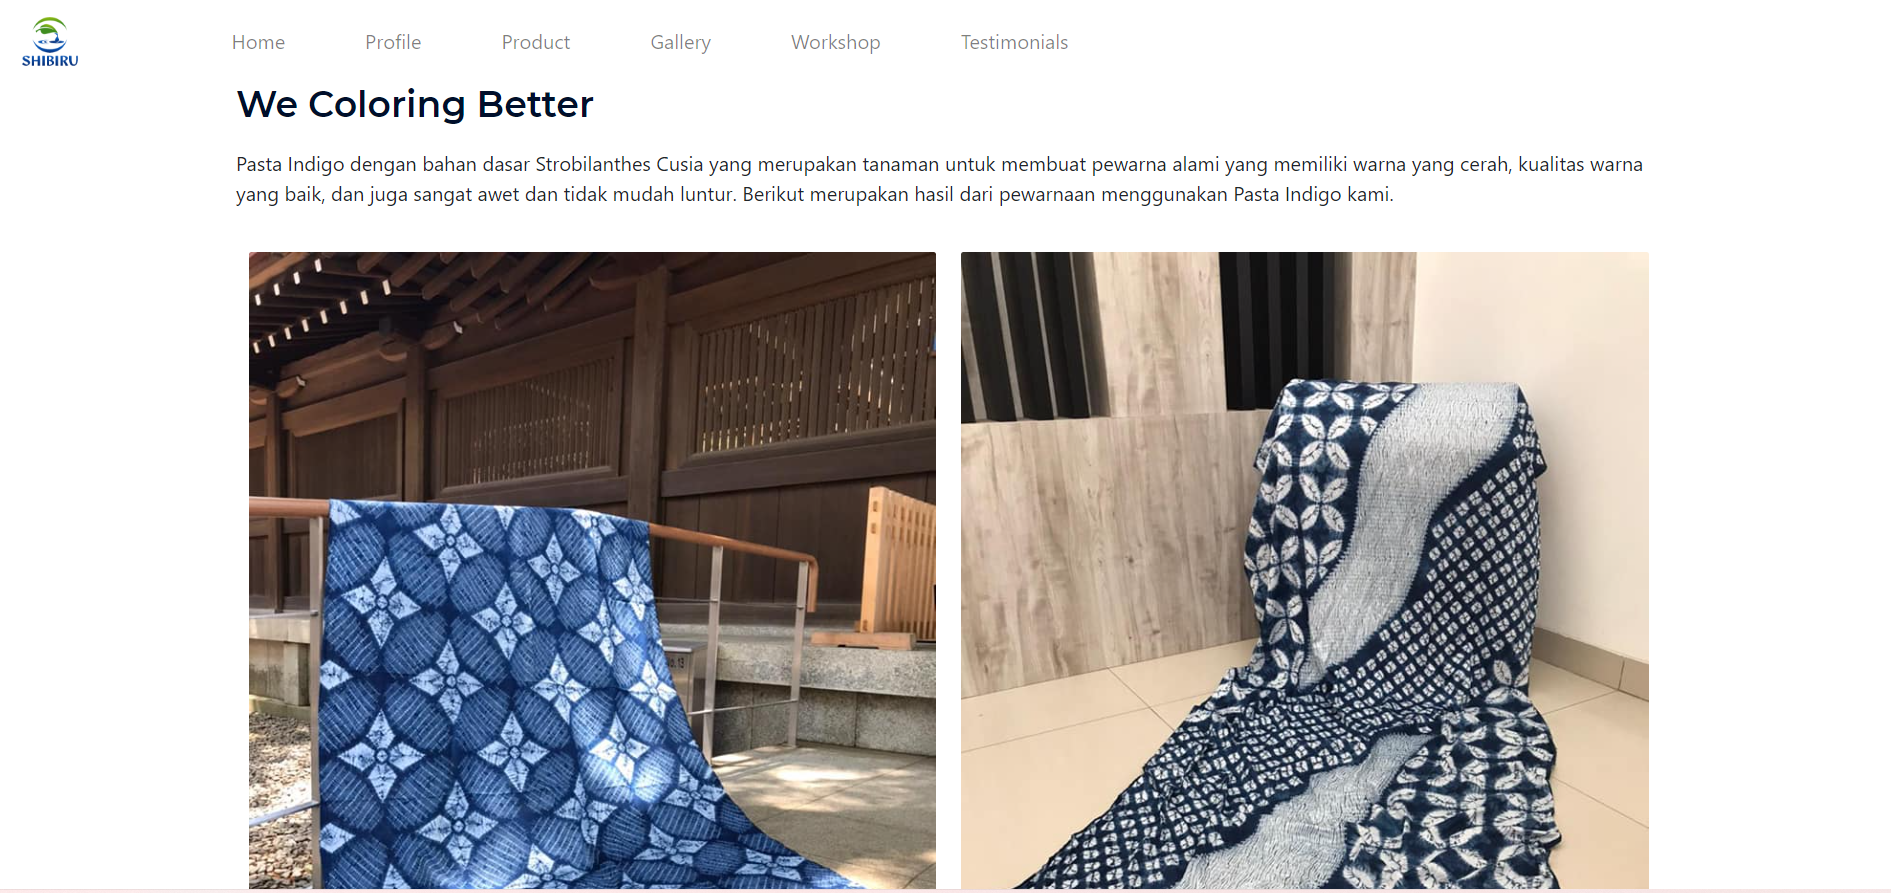 SHIBIRU
Home Profile Product Gallery Workshop Testimonials
We Coloring Better
Pasta Indigo dengan bahan dasar Strobilanthes Cusia yang merupakan tanaman untuk membuat pewarna alami yang memiliki warna yang cerah, kualitas warna
yang baik, dan juga sangat awet dan tidak mudah luntur. Berikut merupakan hasil dari pewarnaan menggunakan Pasta Indigo kami.